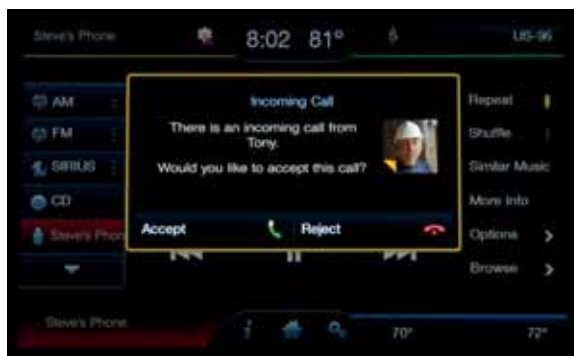 Steve's Phone
8:02 81°
US-95
AM
FM
SIRIUS
CD
Steve's Phon
Incoming Call
There is an incoming call from
Tony.
Would you like to accept this call?
Accept
Reject
Repeat
Shuffle
Similar Music
More Info
Options
Browse
Steve's Phone
70°
72°